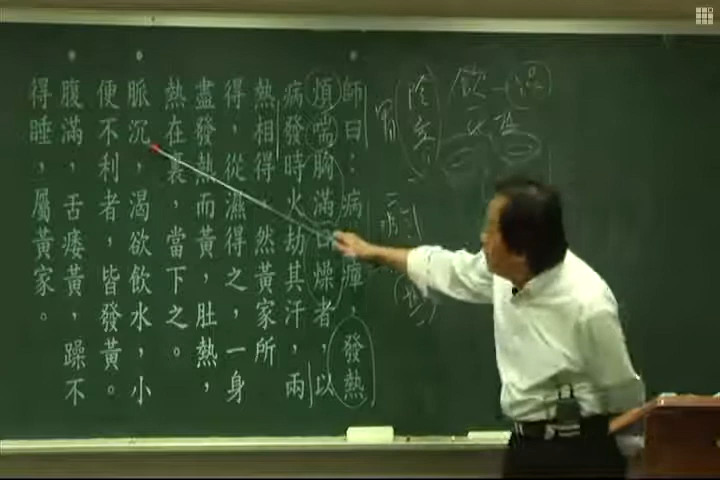 師曰：病癉，發熱
煩喘胸滿口燥者，以
病發時火劫其汗，兩
熱相得，然黃家所
得，從濕得之，一身
盡發熱而黃，肚熱，
熱在裏，當下之。
脈沉，渴欲飲水，小
便不利者，皆發黃。
腹滿，舌痿黃，躁不
得睡，屬黃家。
胃
飲